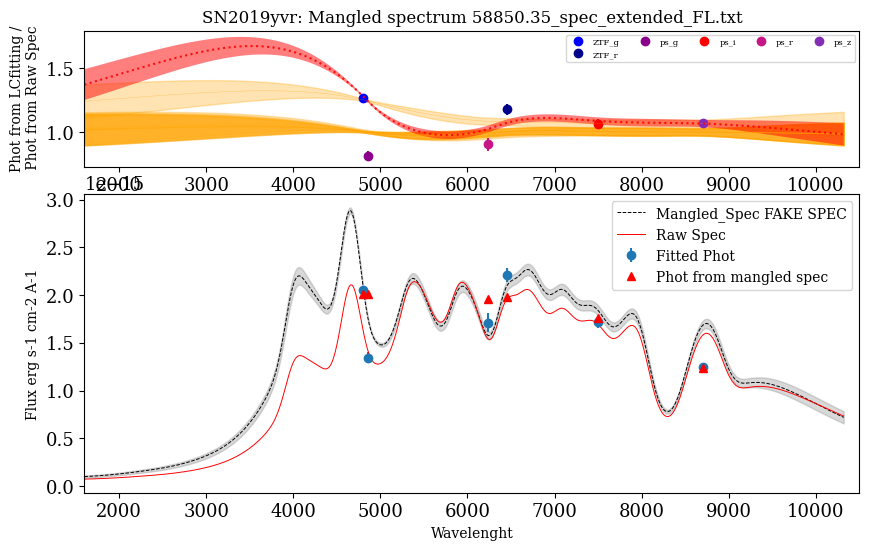 SN2019yvr: Mangled spectrum 58850.35_spec_extended_FL.txt
Phot from LCfitting /
Phot from Raw Spec
1.5
1.0
ZTF_g
ps_g
ps_i
ps_r
ps_z
ZTF_r
2000 3000 4000 5000 6000 7000 8000 9000 10000
1e−15
3.0
2.5
2.0
1.5
1.0
0.5
0.0
Flux erg s-1 cm-2 A-1
Mangled_Spec FAKE SPEC
Raw Spec
Fitted Phot
Phot from mangled spec
2000 3000 4000 5000 6000 7000 8000 9000 10000
Wavelenght